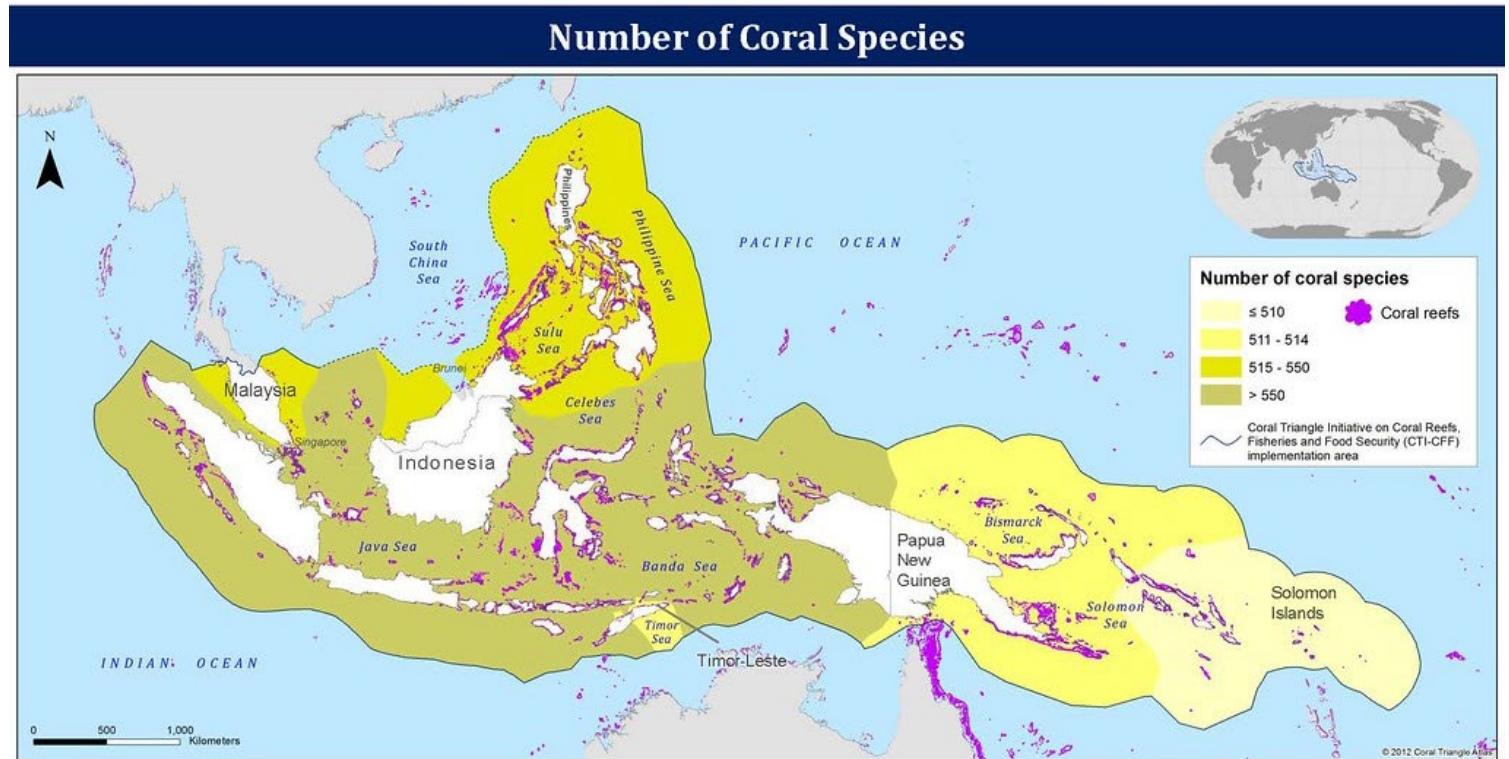 Number of Coral Species
N
Philippines
Philippine Sea
PACIFIC OCEAN
South
China
Sea
Sulu
Sea
Brunei
Malaysia
Celebes
Sea
Singapore
Indonesia
Java Sea
Banda Sea
Bismarck
Sea
Papua
New
Guinea
Solomon
Sea
Solomon
Islands
Timor
Sea
Timor-Leste
INDIAN OCEAN
Number of coral species
≤ 510
511 - 514
515 - 550
> 550
Coral reefs
Coral Triangle Initiative on Coral Reefs,
Fisheries and Food Security (CTI-CFF)
implementation area
0 500 1,000
Kilometers
© 2012 Coral Triangle Atlas